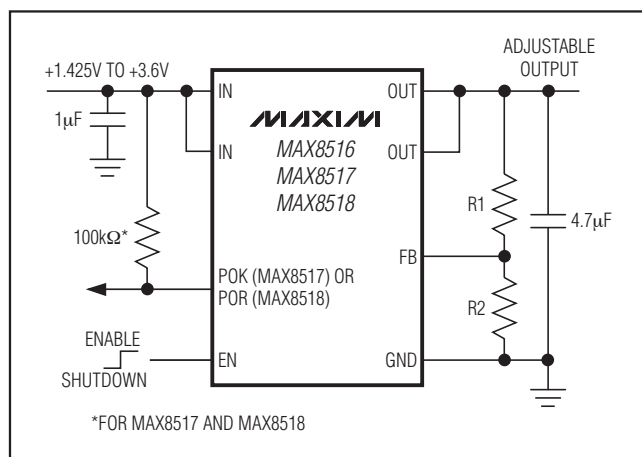 +1.425V TO +3.6V
1µF
100kΩ*
IN
IN
MAXIM
MAX8516
MAX8517
MAX8518
OUT
OUT
ADJUSTABLE
OUTPUT
R1
4.7µF
FB
R2
POK (MAX8517) OR
POR (MAX8518)
ENABLE
SHUTDOWN
EN
GND
*FOR MAX8517 AND MAX8518